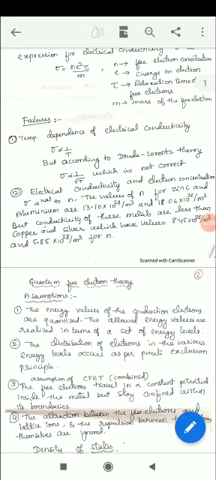 expression for electrical conductivity is
σ = ne²τ/m
n → free electron concentration
e → charge on electron
τ → Relaxation time of free electrons
m → mass of the free electron
Failures :-
① Temp. dependence of electrical conductivity
σ ∝ 1/T
But according to Drude-Lorentz theory
σ ∝ 1/√T which is not correct
② Electrical conductivity and electron concentration
σ ∝ n. The values of n for zinc and
Aluminium are 13.10 × 10²⁸/m³ and 18.06 × 10²⁸/m³
But conductivity of these metals are less than
Copper and Silver which have values 8.45 × 10²⁸/m³
and 5.85 × 10²⁸/m³ for n.
Scanned with CamScanner
②
Quantum free electron theory
Assumptions :-
① The energy values of the conduction electrons
are quantized. The allowed energy values are
realized in terms of a set of energy levels.
② The distribution of electrons in the various
energy levels occurs as per pauli exclusion
principle.
assumption of CFET (combined)
③ The free electrons travel in a constant potential
inside the metal but stay confined within
its boundaries.
④ The attraction between the free electrons and
lattice ions, & the repulsion between
themselves are ignored.
Density of states